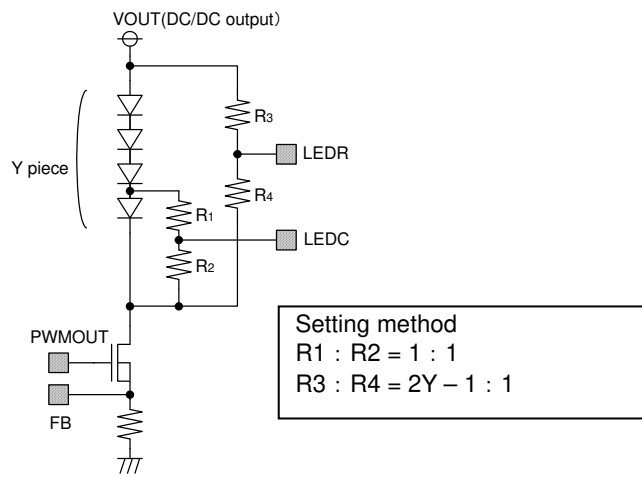 VOUT(DC/DC output)
R3
LEDR
Y piece
R4
R1
LEDC
R2
PWMOUT
FB
Setting method
R1 : R2 = 1 : 1
R3 : R4 = 2Y – 1 : 1